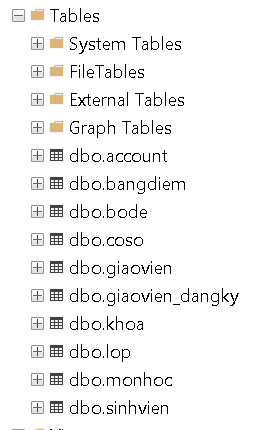 Tables
System Tables
FileTables
External Tables
Graph Tables
dbo.account
dbo.bangdiem
dbo.bode
dbo.coso
dbo.giaovien
dbo.giaovien_dangky
dbo.khoa
dbo.lop
dbo.monhoc
dbo.sinhvien